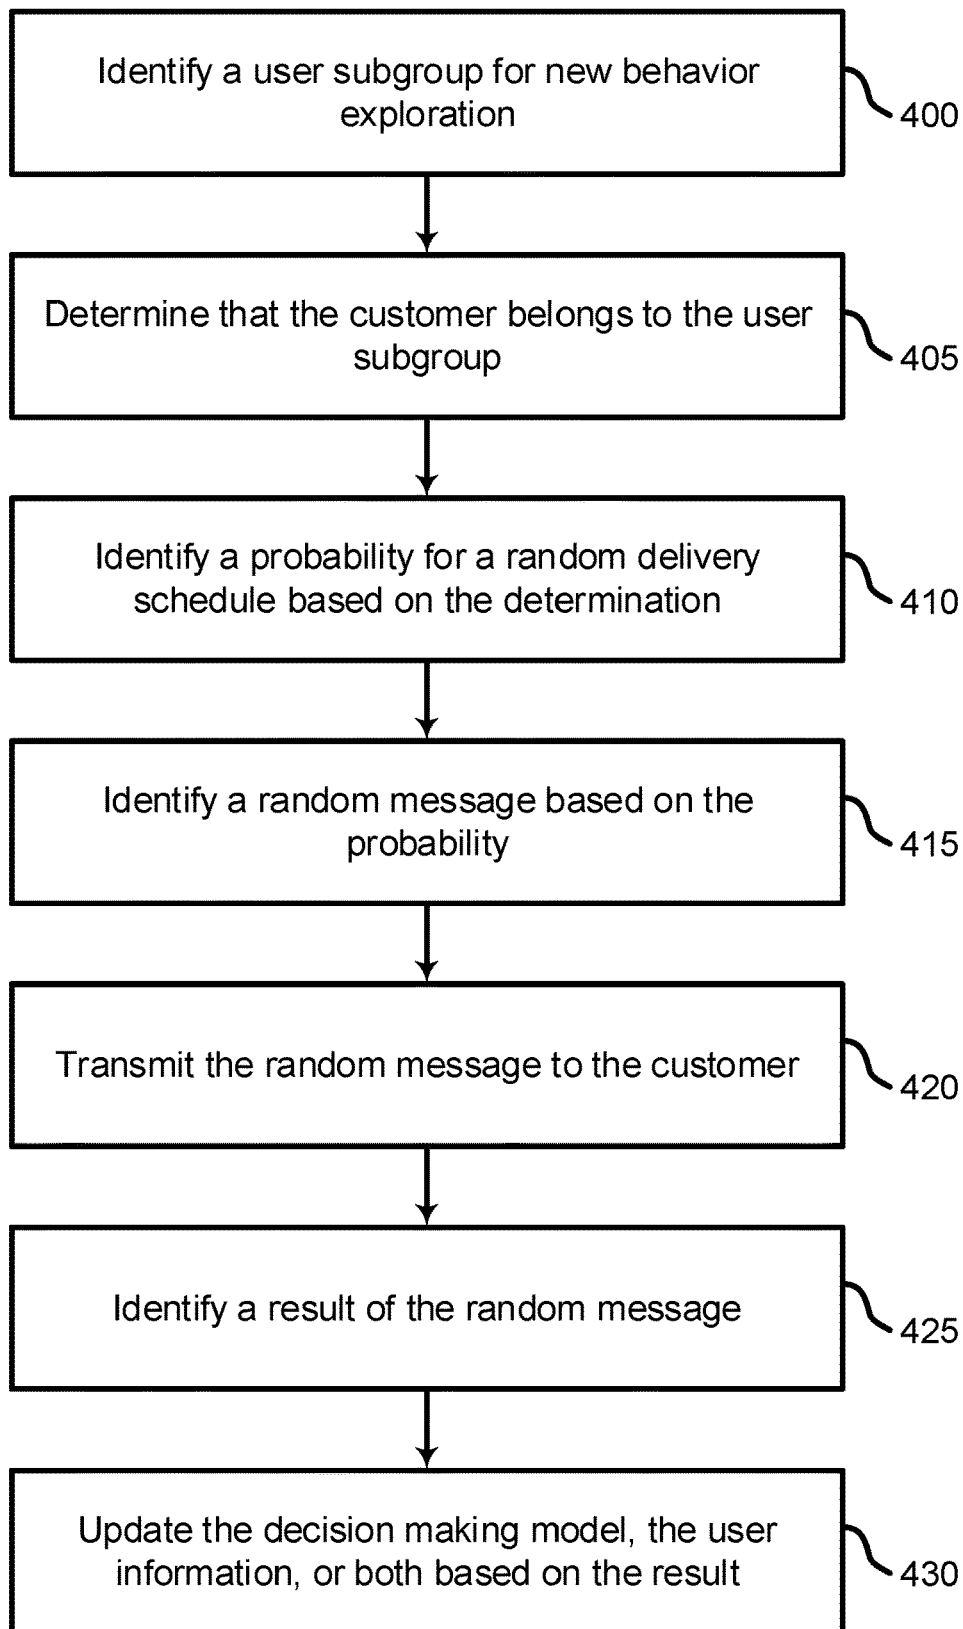 Identify a user subgroup for new behavior
exploration
400
Determine that the customer belongs to the user
subgroup
405
Identify a probability for a random delivery
schedule based on the determination
410
Identify a random message based on the
probability
415
Transmit the random message to the customer
420
Identify a result of the random message
425
Update the decision making model, the user
information, or both based on the result
430